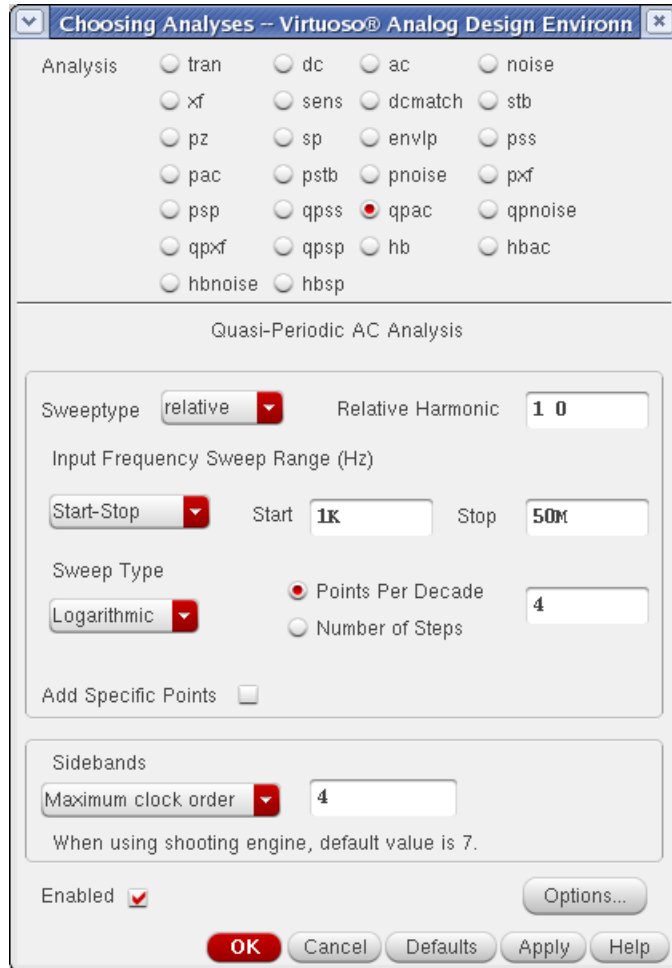 Choosing Analyses -- Virtuoso® Analog Design Environn
Analysis tran dc ac noise
xf sens dcmatch stb
pz sp envlp pss
pac pstb pnoise pxf
psp qpss qpac qpnoise
qpxf qpsp hb hbac
hbnoise hbsp
Quasi-Periodic AC Analysis
Sweeptype relative Relative Harmonic 1 0
Input Frequency Sweep Range (Hz)
Start-Stop Start 1K Stop 50M
Sweep Type
Points Per Decade
Logarithmic 4
Number of Steps
Add Specific Points
Sidebands
Maximum clock order 4
When using shooting engine, default value is 7.
Enabled Options...
OK Cancel Defaults Apply Help